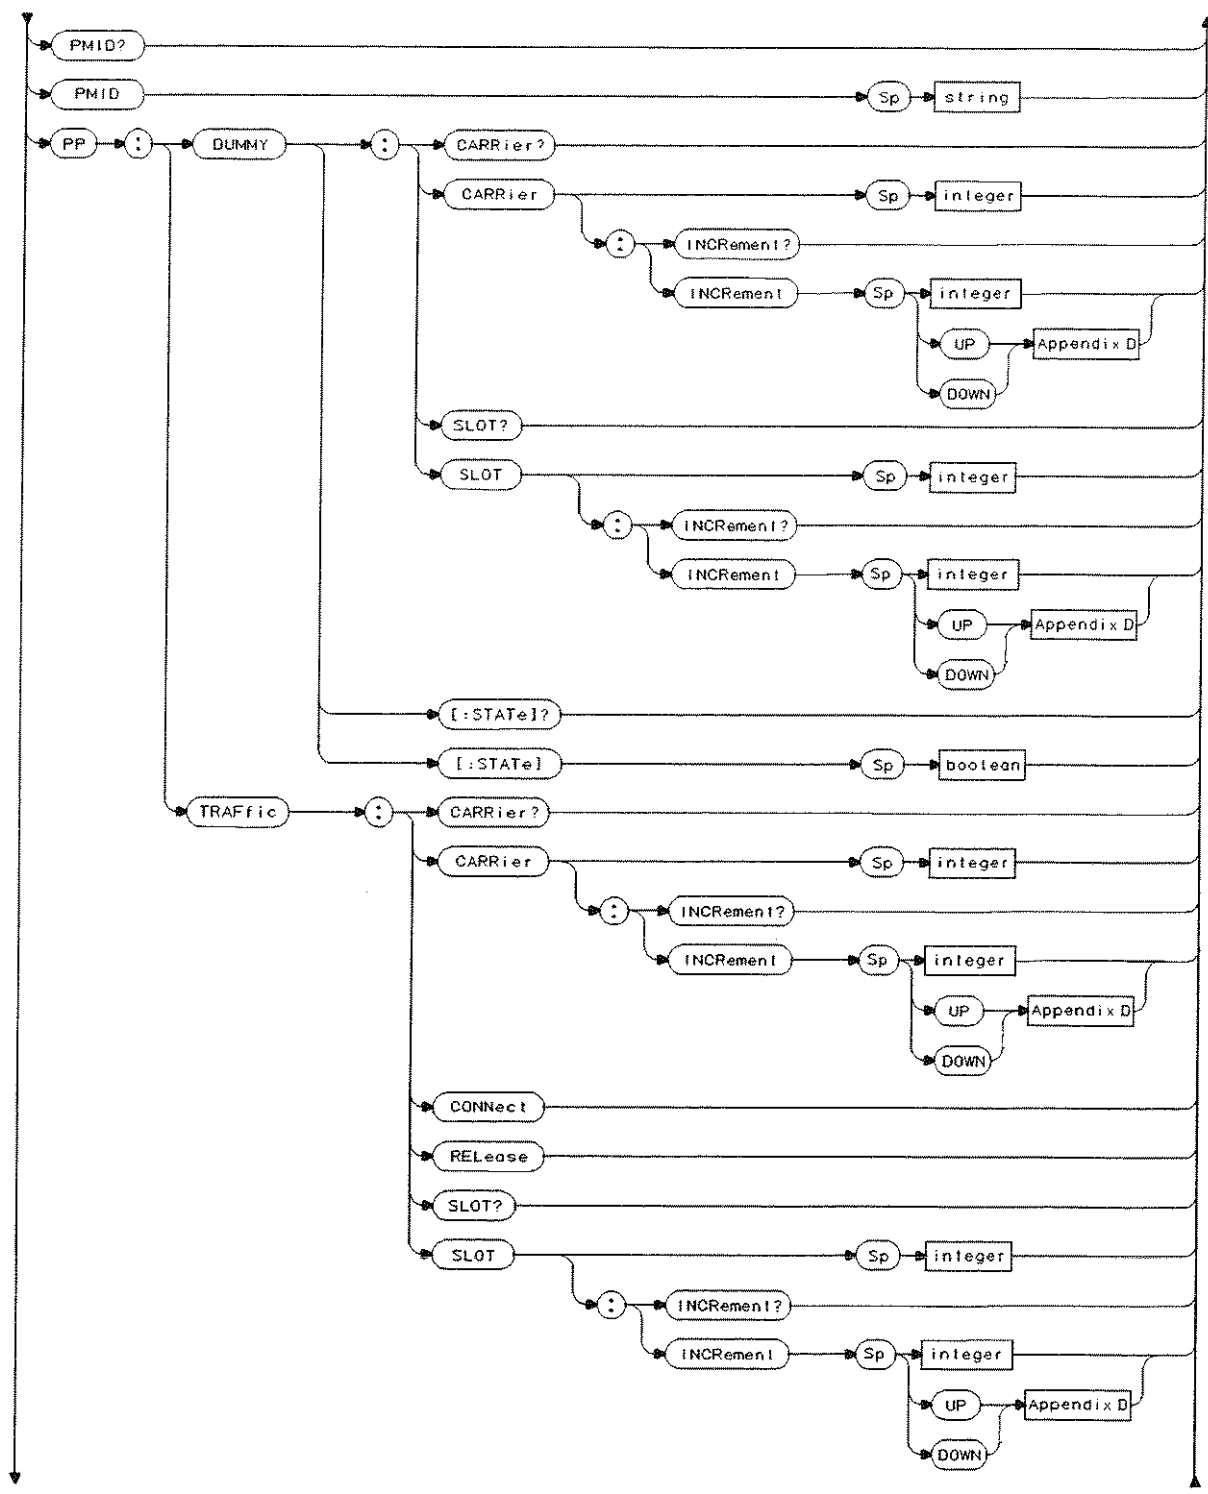 PMID?
PMID Sp string
PP : DUMMY : CARRier?
CARRier Sp integer
: INCRement?
INCRement Sp integer
UP Appendix D
DOWN
SLOT?
SLOT Sp integer
: INCRement?
INCRement Sp integer
UP Appendix D
DOWN
[:STATe]?
[:STATe] Sp boolean
TRAFfic : CARRier?
CARRier Sp integer
: INCRement?
INCRement Sp integer
UP Appendix D
DOWN
CONNect
RELease
SLOT?
SLOT Sp integer
: INCRement?
INCRement Sp integer
UP Appendix D
DOWN